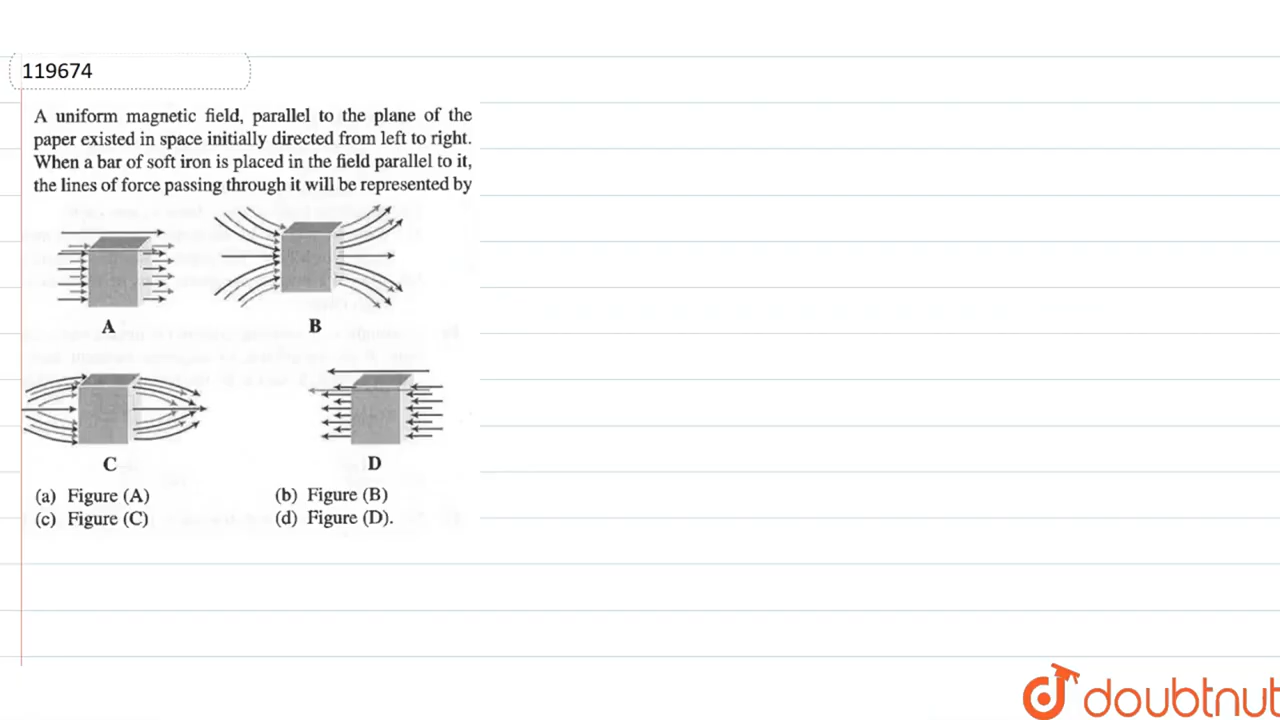 119674
A uniform magnetic field, parallel to the plane of the
paper existed in space initially directed from left to right.
When a bar of soft iron is placed in the field parallel to it,
the lines of force passing through it will be represented by
A
B
C
D
(a) Figure (A)
(b) Figure (B)
(c) Figure (C)
(d) Figure (D).
doubtnut